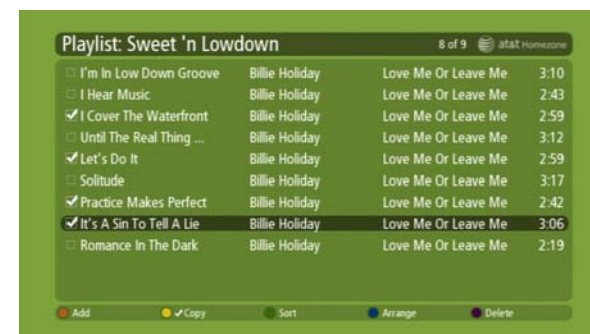 Playlist: Sweet 'n Lowdown 8 of 9 at&t Homezone
I'm In Low Down Groove Billie Holiday Love Me Or Leave Me 3:10
I Hear Music Billie Holiday Love Me Or Leave Me 2:43
I Cover The Waterfront Billie Holiday Love Me Or Leave Me 2:59
Until The Real Thing ... Billie Holiday Love Me Or Leave Me 3:12
Let's Do It Billie Holiday Love Me Or Leave Me 2:59
Solitude Billie Holiday Love Me Or Leave Me 3:17
Practice Makes Perfect Billie Holiday Love Me Or Leave Me 2:42
It's A Sin To Tell A Lie Billie Holiday Love Me Or Leave Me 3:06
Romance In The Dark Billie Holiday Love Me Or Leave Me 2:19
Add Copy Sort Arrange Delete